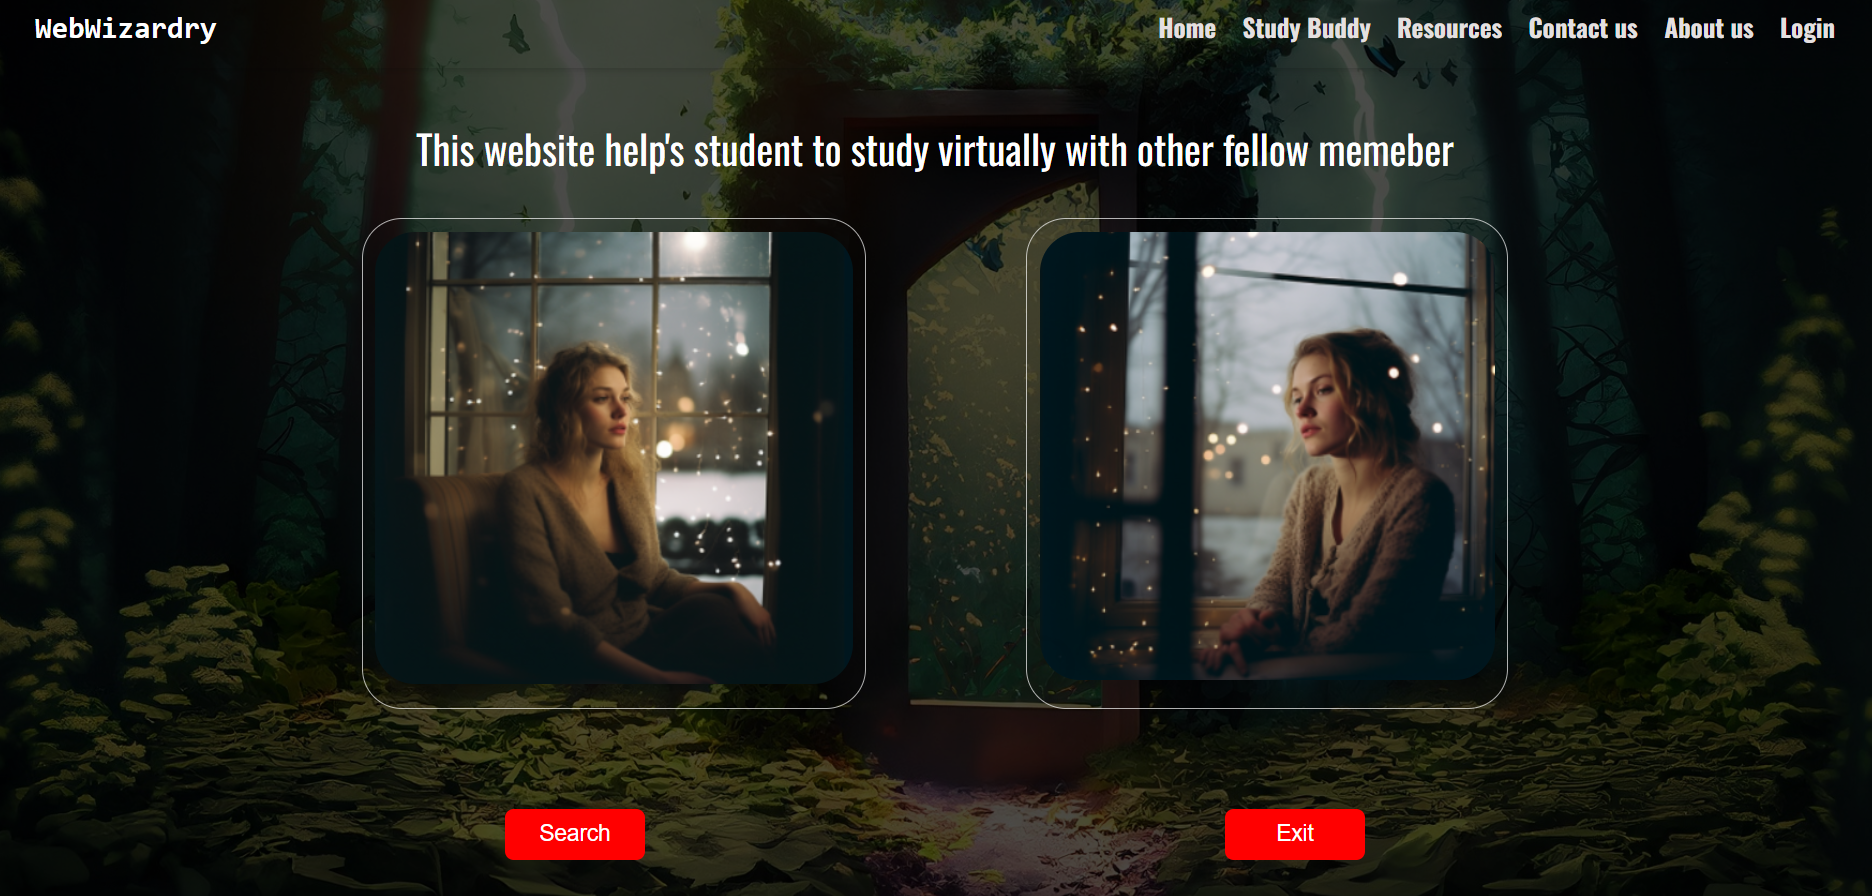 WebWizardry
Home Study Buddy Resources Contact us About us Login
This website help's student to study virtually with other fellow memeber
Search
Exit